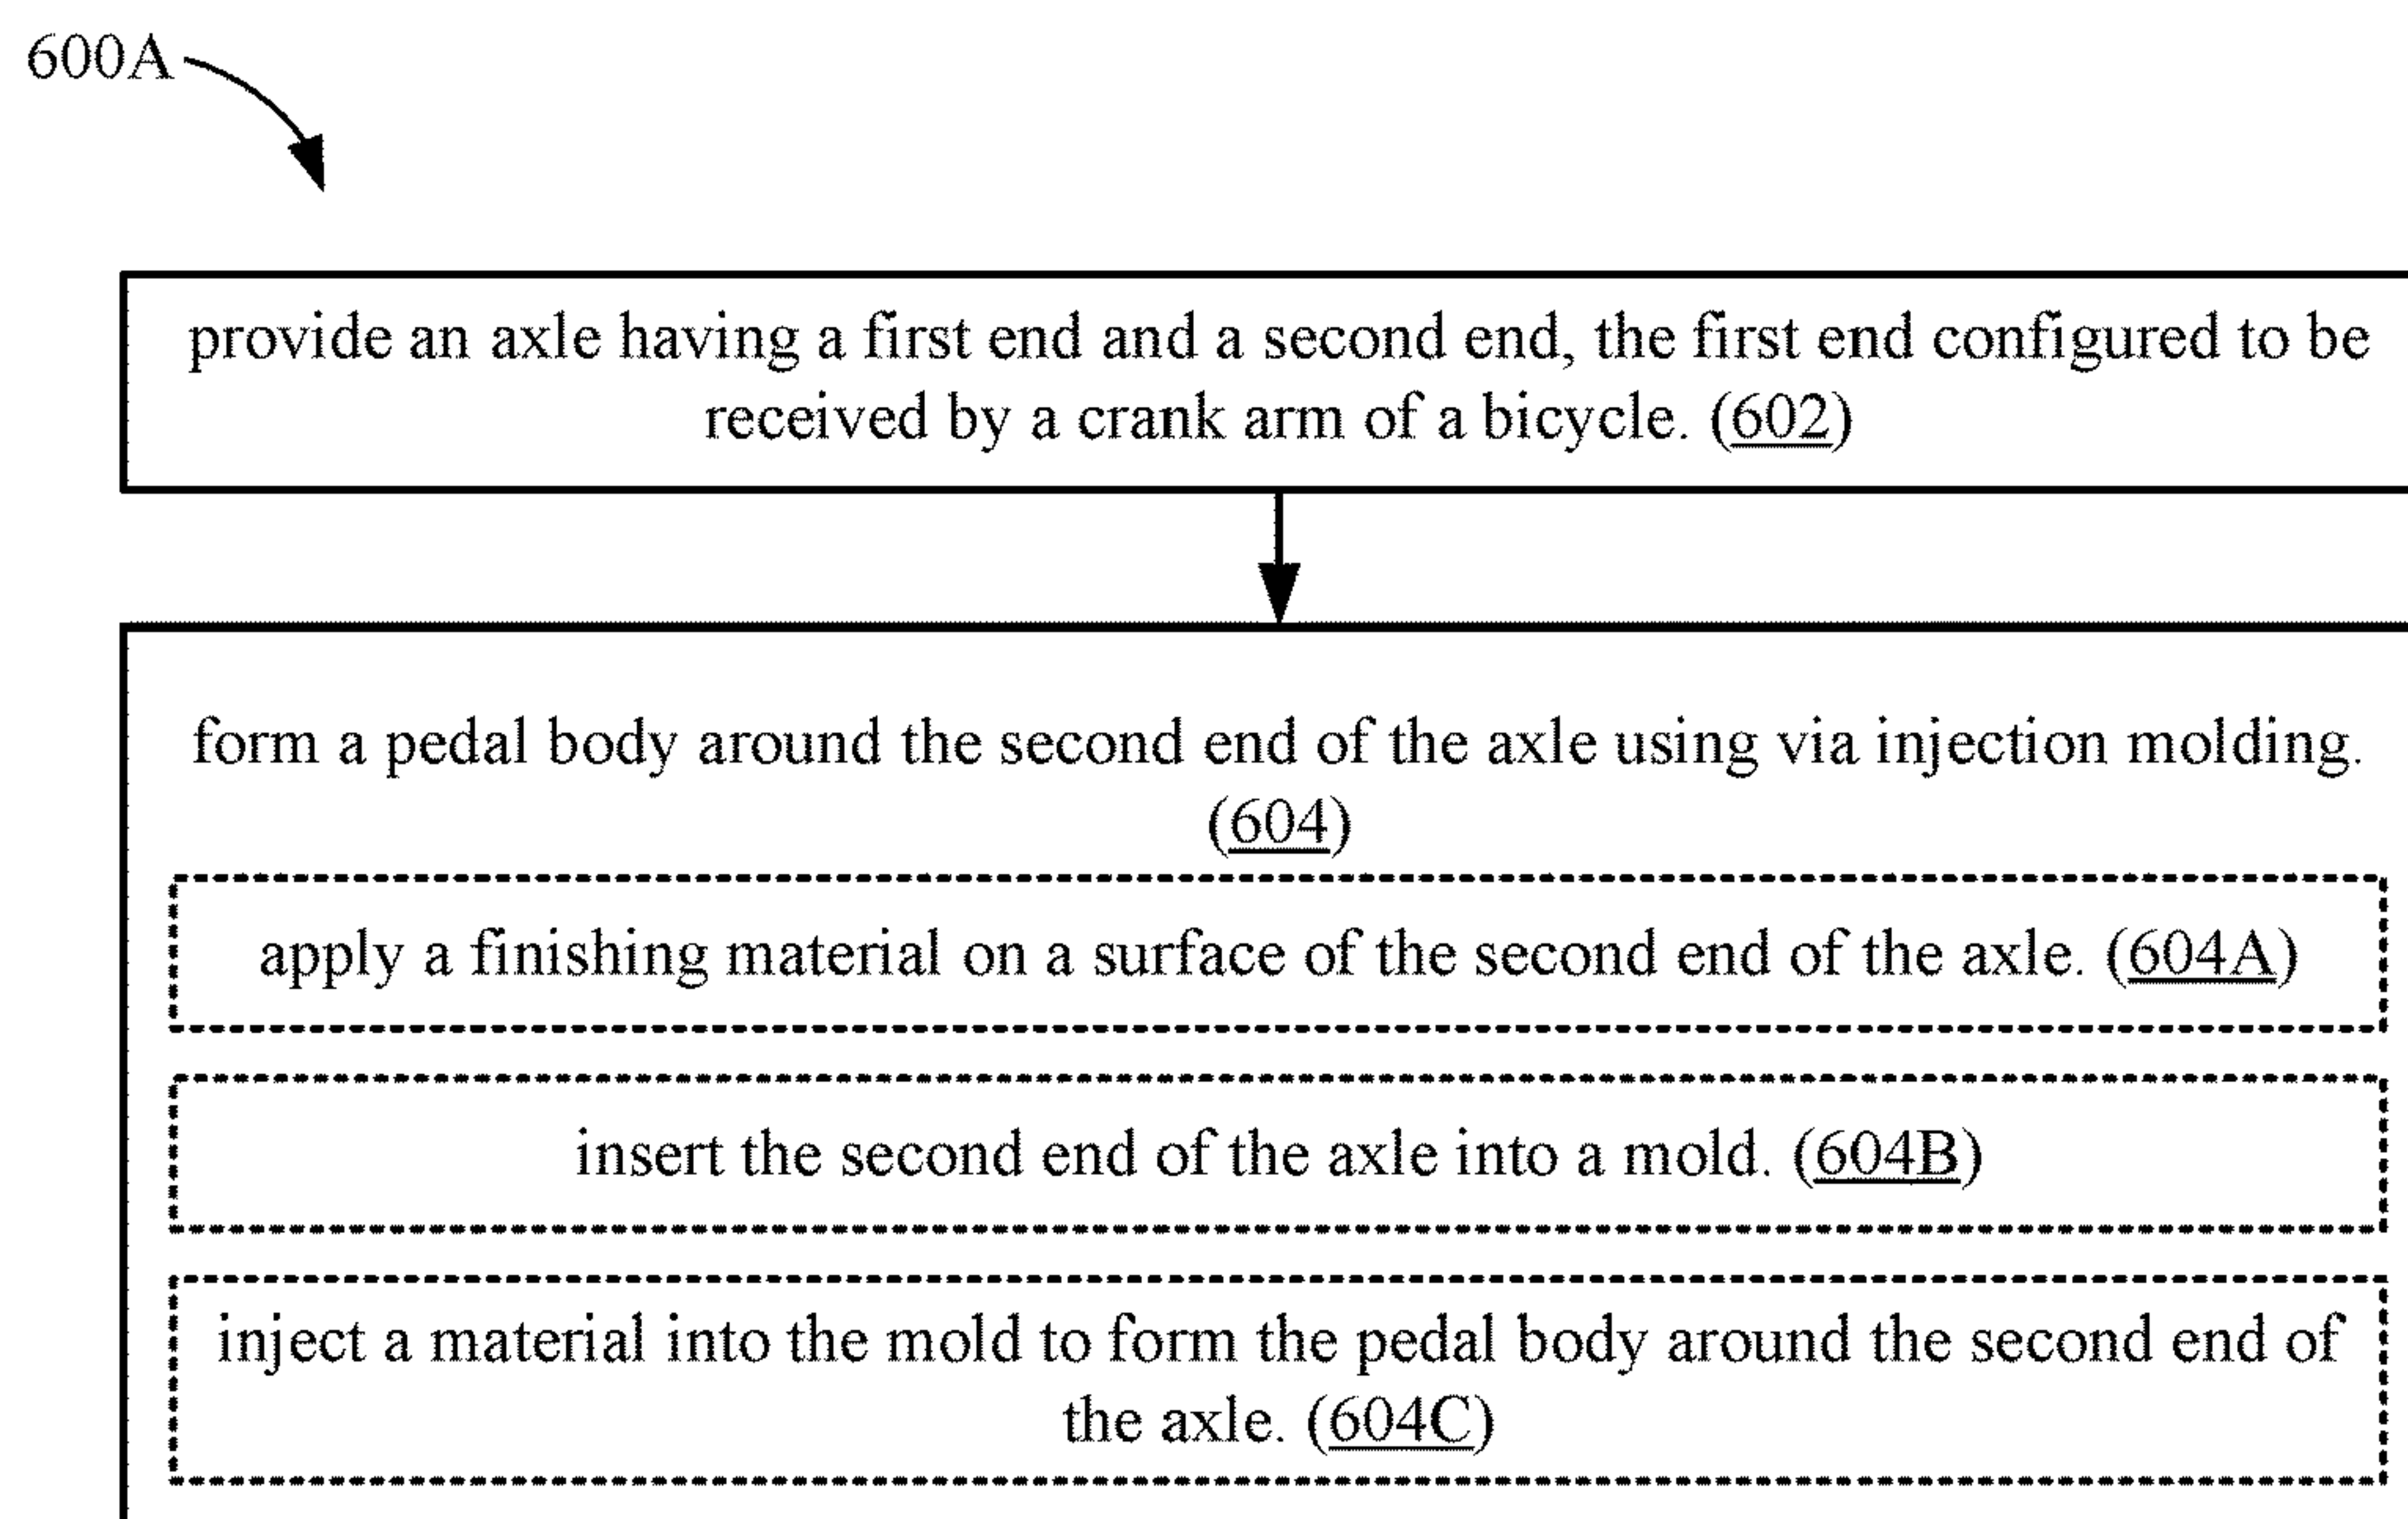 600A
provide an axle having a first end and a second end, the first end configured to be
received by a crank arm of a bicycle. (602)
form a pedal body around the second end of the axle using via injection molding.
(604)
apply a finishing material on a surface of the second end of the axle. (604A)
insert the second end of the axle into a mold. (604B)
inject a material into the mold to form the pedal body around the second end of
the axle. (604C)